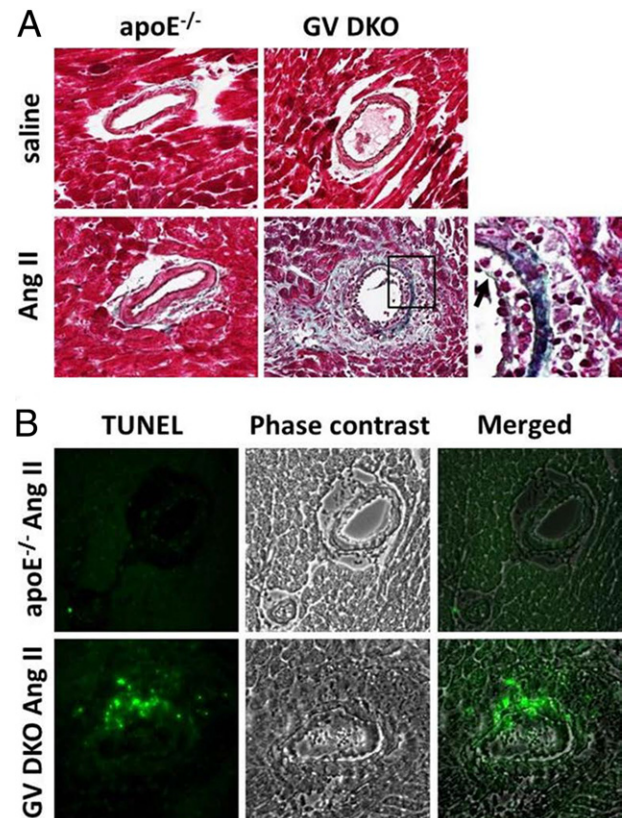 A
apoE-/-
GV DKO
saline
Ang II
B
TUNEL
Phase contrast
Merged
apoE-/- Ang II
GV DKO Ang II